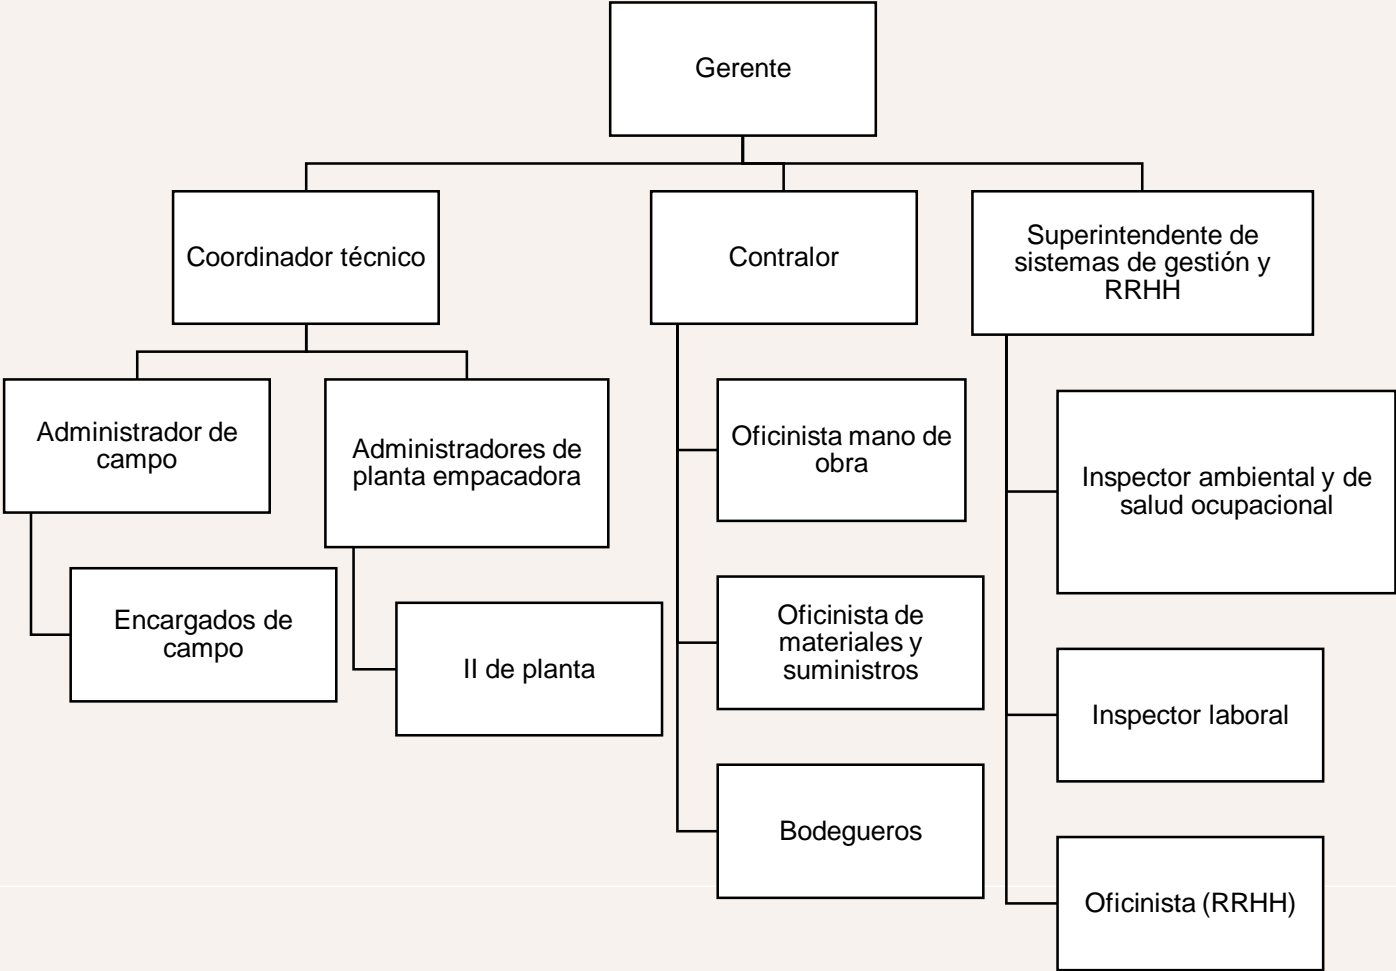 Gerente
Coordinador técnico
Contralor
Superintendente de
sistemas de gestión y
RRHH
Administrador de
campo
Administradores de
planta empacadora
Oficinista mano de
obra
Inspector ambiental y de
salud ocupacional
Encargados de
campo
II de planta
Oficinista de
materiales y
suministros
Inspector laboral
Bodegueros
Oficinista (RRHH)